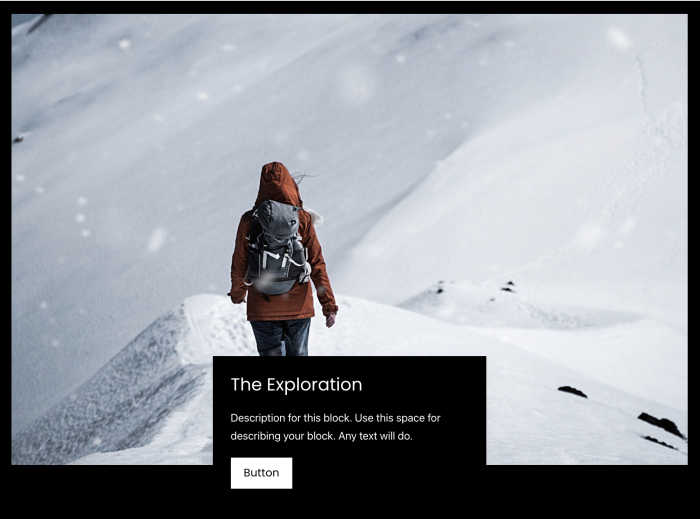 The Exploration
Description for this block. Use this space for
describing your block. Any text will do.
Button